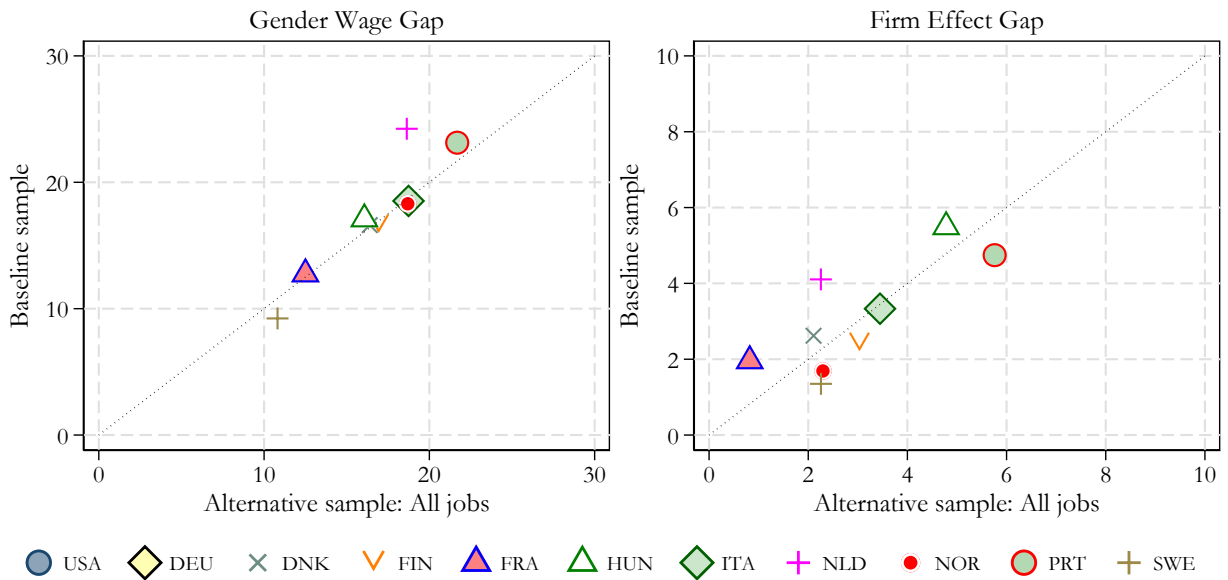 Gender Wage Gap
Baseline sample
30
20
10
0
0 10 20 30
Alternative sample: All jobs
Firm Effect Gap
Baseline sample
10
8
6
4
2
0
0 2 4 6 8 10
Alternative sample: All jobs
USA DEU DNK FIN FRA HUN ITA NLD NOR PRT SWE